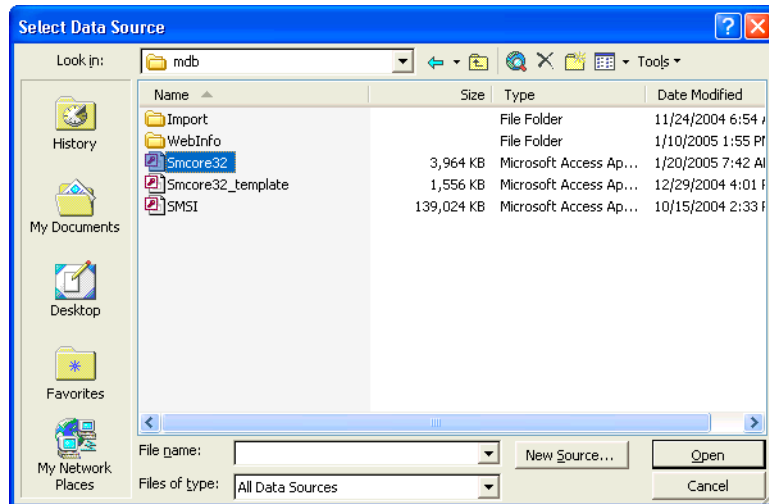 Select Data Source
Look in: mdb Tools
Name Size Type Date Modified
Import File Folder 11/24/2004 6:54
WebInfo File Folder 1/10/2005 1:55 P
Smcore32 3,964 KB Microsoft Access Ap... 1/20/2005 7:42 A
Smcore32_template 1,556 KB Microsoft Access Ap... 12/29/2004 4:01
SMSI 139,024 KB Microsoft Access Ap... 10/15/2004 2:33
History
My Documents
Desktop
Favorites
My Network
Places
File name: New Source... Open
Files of type: All Data Sources Cancel